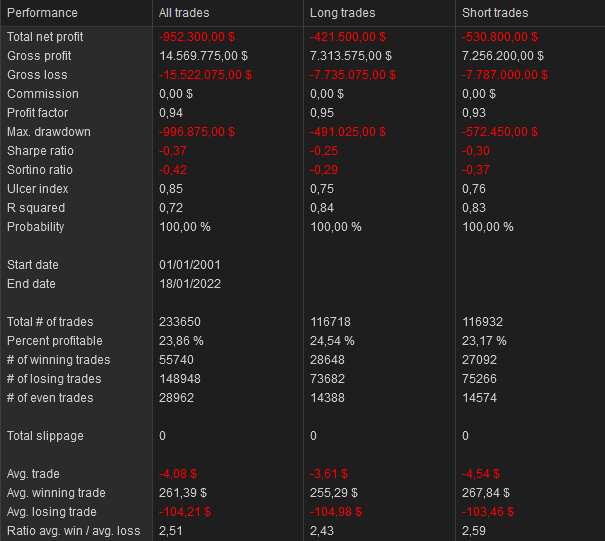 Performance All trades Long trades Short trades
Total net profit -952.300,00 $ -421.500,00 $ -530.800,00 $
Gross profit 14.569.775,00 $ 7.313.575,00 $ 7.256.200,00 $
Gross loss -15.522.075,00 $ -7.735.075,00 $ -7.787.000,00 $
Commission 0,00 $ 0,00 $ 0,00 $
Profit factor 0,94 0,95 0,93
Max. drawdown -996.875,00 $ -491.025,00 $ -572.450,00 $
Sharpe ratio -0,37 -0,25 -0,30
Sortino ratio -0,42 -0,29 -0,37
Ulcer index 0,85 0,75 0,76
R squared 0,72 0,84 0,83
Probability 100,00 % 100,00 % 100,00 %
Start date 01/01/2001
End date 18/01/2022
Total # of trades 233650 116718 116932
Percent profitable 23,86 % 24,54 % 23,17 %
# of winning trades 55740 28648 27092
# of losing trades 148948 73682 75266
# of even trades 28962 14388 14574
Total slippage 0 0 0
Avg. trade -4,08 $ -3,61 $ -4,54 $
Avg. winning trade 261,39 $ 255,29 $ 267,84 $
Avg. losing trade -104,21 $ -104,98 $ -103,46 $
Ratio avg. win / avg. loss 2,51 2,43 2,59